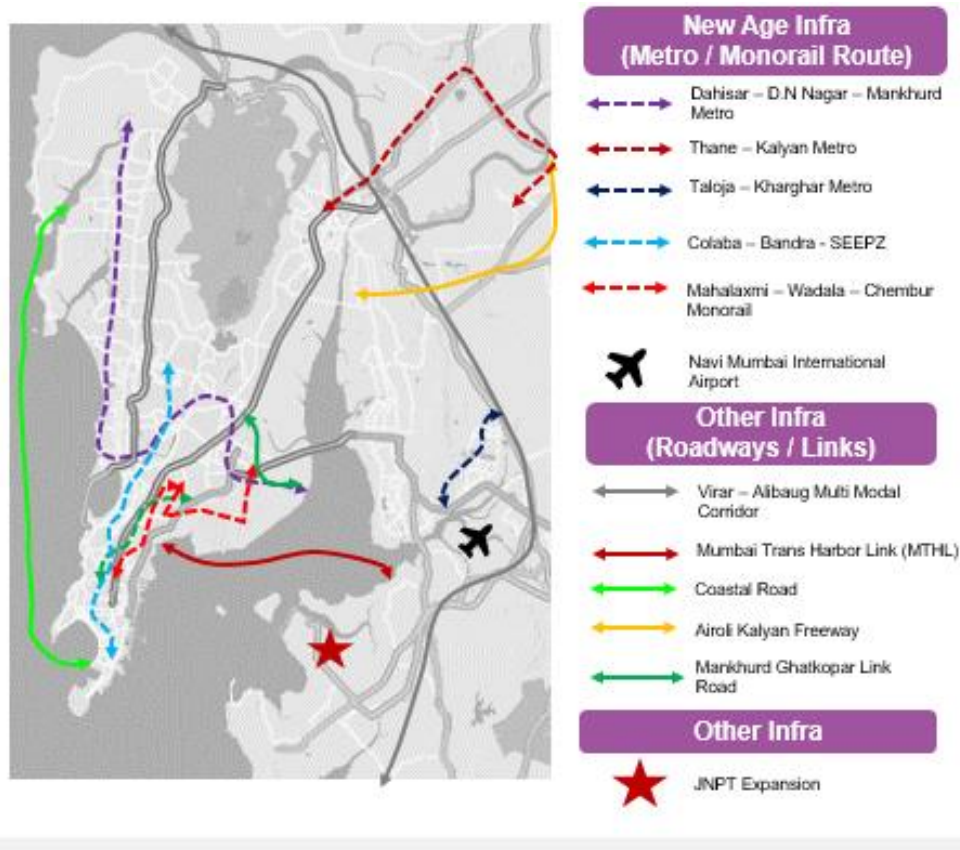 New Age Infra
(Metro / Monorail Route)
Dahisar – D.N Nagar – Mankhurd
Metro
Thane – Kalyan Metro
Taloja – Kharghar Metro
Colaba – Bandra - SEEPZ
Mahalaxmi – Wadala – Chembur
Monorail
Navi Mumbai International
Airport
Other Infra
(Roadways / Links)
Virar – Alibaug Multi Modal
Corridor
Mumbai Trans Harbor Link (MTHL)
Coastal Road
Airoli Kalyan Freeway
Mankhurd Ghatkopar Link
Road
Other Infra
JNPT Expansion